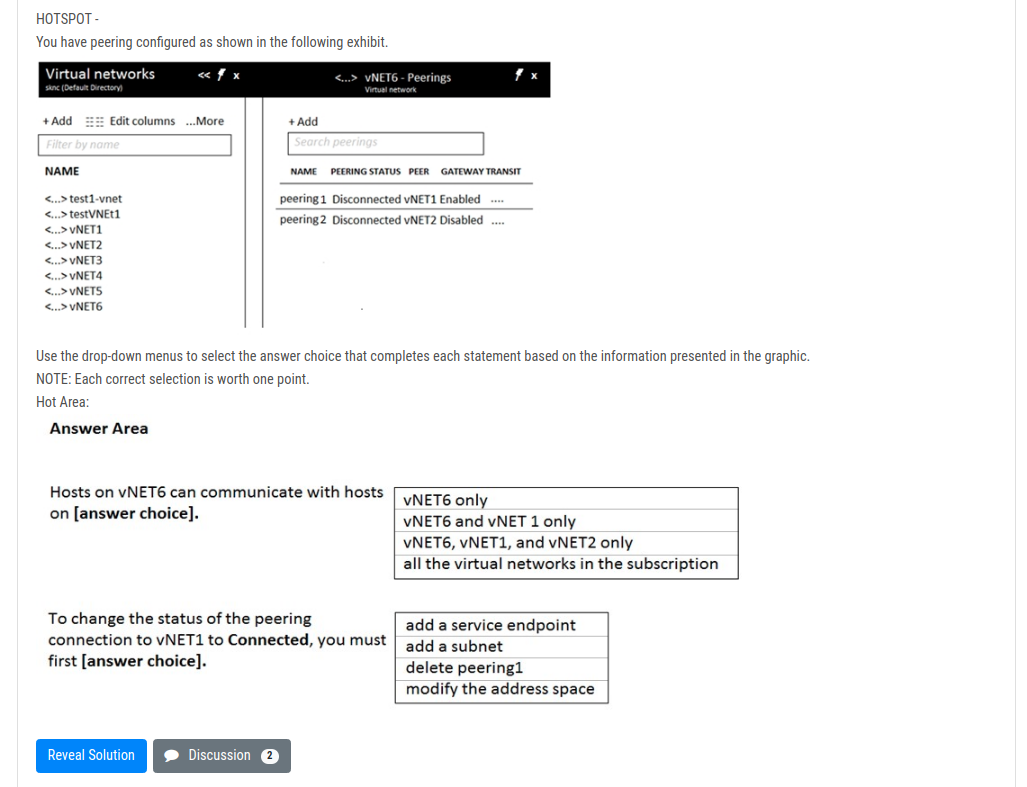 HOTSPOT -
You have peering configured as shown in the following exhibit.
Virtual networks << x
sknc (Default Directory)
<...> vNET6 - Peerings x
Virtual network
+ Add Edit columns ...More
Filter by name
NAME
<...> test1-vnet
<...> testVNEt1
<...> vNET1
<...> vNET2
<...> vNET3
<...> vNET4
<...> vNET5
<...> vNET6
+ Add
Search peerings
NAME PEERING STATUS PEER GATEWAY TRANSIT
peering1 Disconnected vNET1 Enabled ....
peering2 Disconnected vNET2 Disabled ....
Use the drop-down menus to select the answer choice that completes each statement based on the information presented in the graphic.
NOTE: Each correct selection is worth one point.
Hot Area:
Answer Area
Hosts on vNET6 can communicate with hosts
on [answer choice].
vNET6 only
vNET6 and vNET 1 only
vNET6, vNET1, and vNET2 only
all the virtual networks in the subscription
To change the status of the peering
connection to vNET1 to Connected, you must
first [answer choice].
add a service endpoint
add a subnet
delete peering1
modify the address space
Reveal Solution
Discussion 2